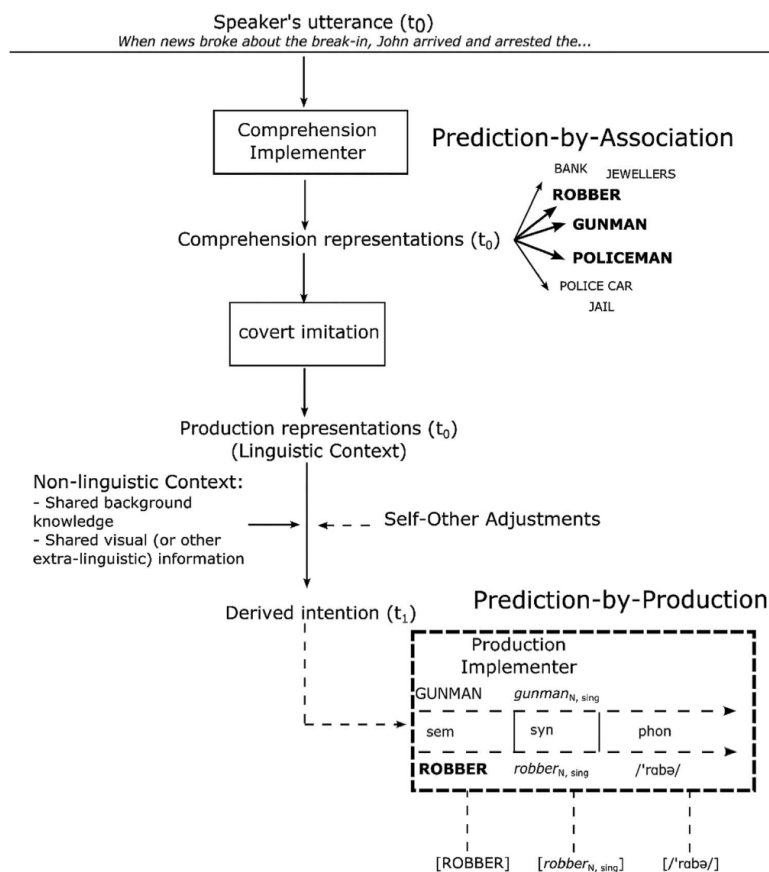 Speaker's utterance (t0)
When news broke about the break-in, John arrived and arrested the...
Comprehension
Implementer
Prediction-by-Association
BANK
JEWELLERS
ROBBER
GUNMAN
POLICEMAN
POLICE CAR
JAIL
Comprehension representations (t0)
covert imitation
Production representations (t0)
(Linguistic Context)
Non-linguistic Context:
- Shared background
knowledge
- Shared visual (or other
extra-linguistic) information
Self-Other Adjustments
Derived intention (t1)
Prediction-by-Production
Production
Implementer
GUNMAN gunmanN, sing
sem syn phon
ROBBER robberN, sing /'rɑbə/
[ROBBER] [robberN, sing] [/'rɑbə/]